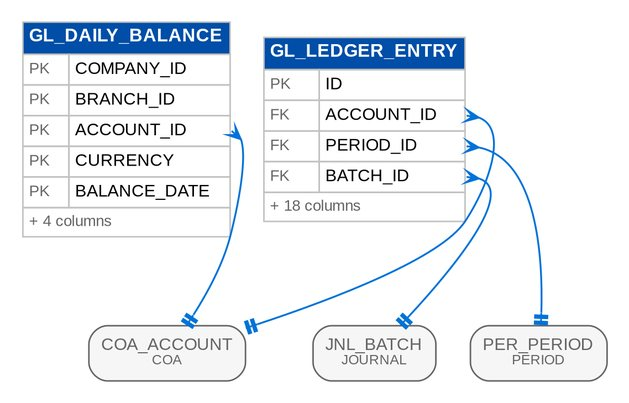 GL_DAILY_BALANCE
PK COMPANY_ID
PK BRANCH_ID
PK ACCOUNT_ID
PK CURRENCY
PK BALANCE_DATE
+ 4 columns
GL_LEDGER_ENTRY
PK ID
FK ACCOUNT_ID
FK PERIOD_ID
FK BATCH_ID
+ 18 columns
COA_ACCOUNT
COA
JNL_BATCH
JOURNAL
PER_PERIOD
PERIOD